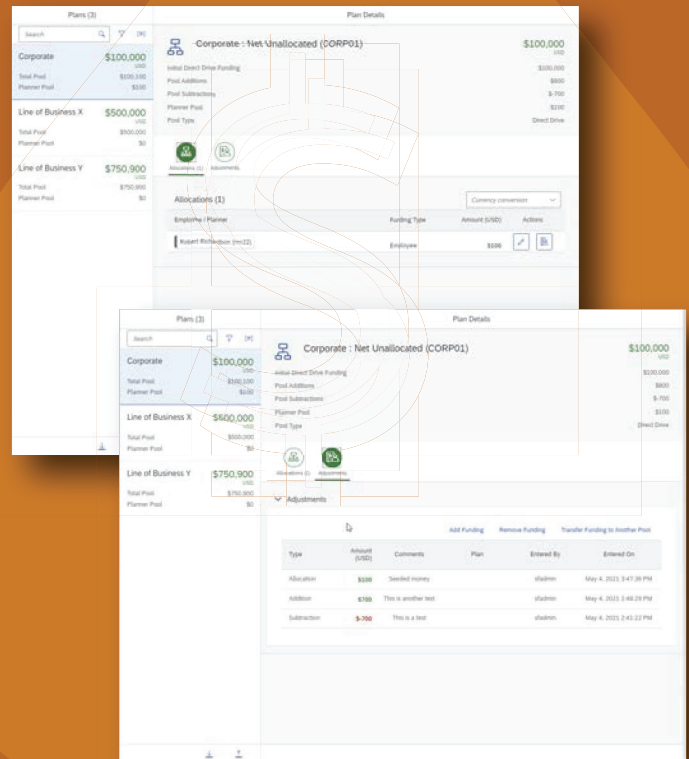 Plans (3)
Plan Details
Search
Corporate $100,000
USD
Total Pool $100,100
Planner Pool $100
Line of Business X $500,000
USD
Total Pool $500,000
Planner Pool $0
Line of Business Y $750,900
USD
Total Pool $750,900
Planner Pool $0
Corporate : Net Unallocated (CORP01) $100,000
USD
Initial Direct Drive Funding $100,000
Pool Additions $800
Pool Subtractions $-700
Planner Pool $100
Pool Type Direct Drive
Allocations (1) Adjustments
Allocations (1) Currency conversion
Employee / Planner Funding Type Amount (USD) Actions
Robert Richardson (rrr22) Employee $100
Plans (3)
Plan Details
Search
Corporate $100,000
USD
Total Pool $100,100
Planner Pool $100
Line of Business X $500,000
USD
Total Pool $500,000
Planner Pool $0
Line of Business Y $750,900
USD
Total Pool $750,900
Planner Pool $0
Corporate : Net Unallocated (CORP01) $100,000
USD
Initial Direct Drive Funding $100,000
Pool Additions $800
Pool Subtractions $-700
Planner Pool $100
Pool Type Direct Drive
Allocations (1) Adjustments
Adjustments
Add Funding Remove Funding Transfer Funding to Another Pool
Type Amount (USD) Comments Plan Entered By Entered On
Allocation $100 Seeded money sfadmin May 4, 2021 3:47:36 PM
Addition $700 This is another test sfadmin May 4, 2021 3:48:29 PM
Subtraction $-700 This is a test sfadmin May 4, 2021 2:41:22 PM